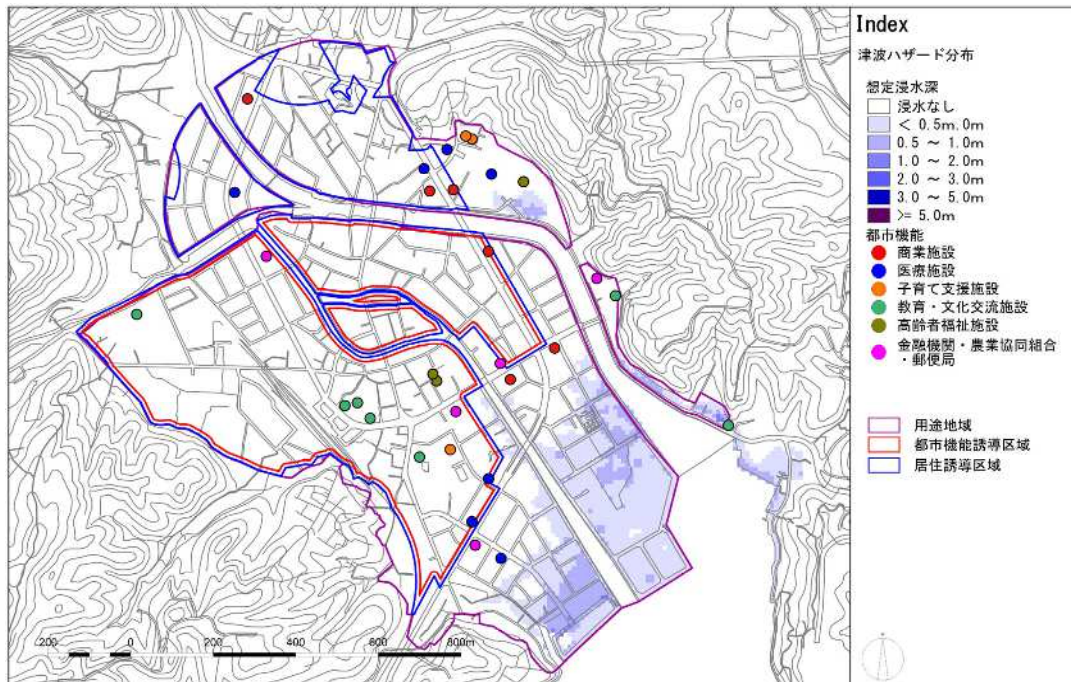 Index
津波ハザード分布
想定浸水深
浸水なし
< 0.5m.0m
0.5 ～ 1.0m
1.0 ～ 2.0m
2.0 ～ 3.0m
3.0 ～ 5.0m
>= 5.0m
都市機能
商業施設
医療施設
子育て支援施設
教育・文化交流施設
高齢者福祉施設
金融機関・農業協同組合
・郵便局
用途地域
都市機能誘導区域
居住誘導区域
200 0 200 400 600 800m